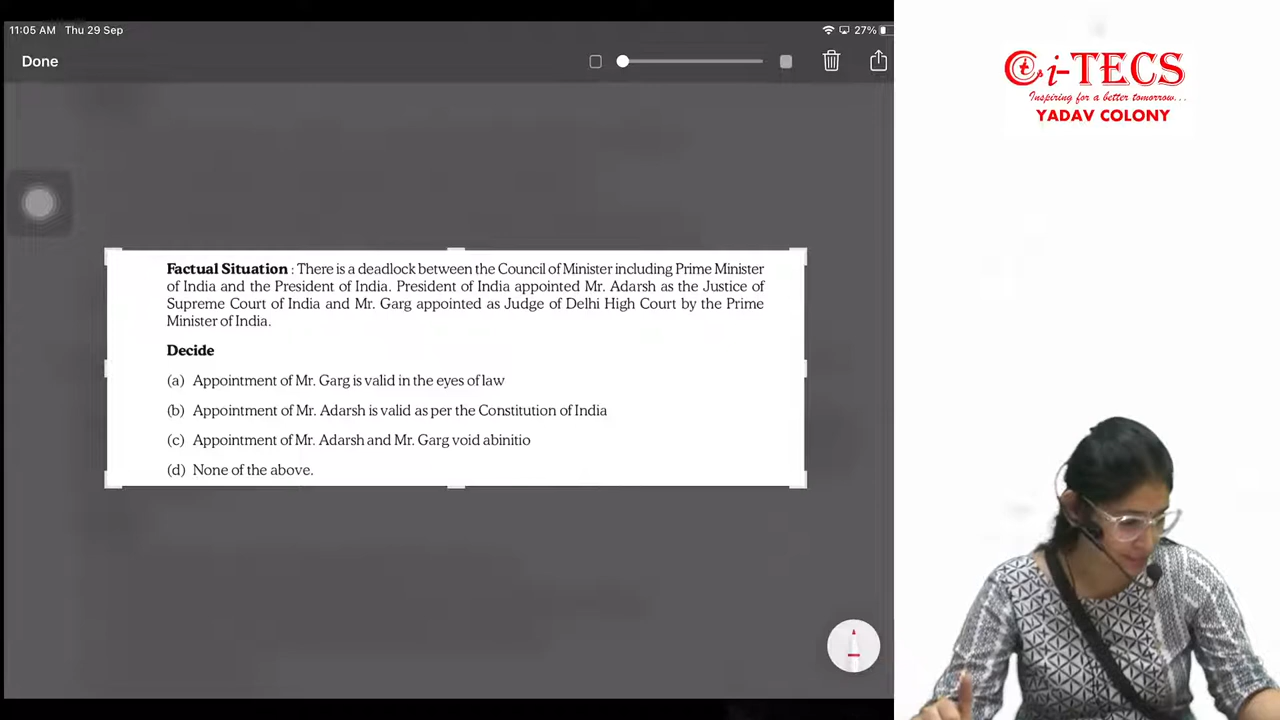 11:05 AM Thu 29 Sep
27%
Done
i-TECS
Inspiring for a better tomorrow...
YADAV COLONY
Factual Situation : There is a deadlock between the Council of Minister including Prime Minister
of India and the President of India. President of India appointed Mr. Adarsh as the Justice of
Supreme Court of India and Mr. Garg appointed as Judge of Delhi High Court by the Prime
Minister of India.
Decide
(a) Appointment of Mr. Garg is valid in the eyes of law
(b) Appointment of Mr. Adarsh is valid as per the Constitution of India
(c) Appointment of Mr. Adarsh and Mr. Garg void abinitio
(d) None of the above.